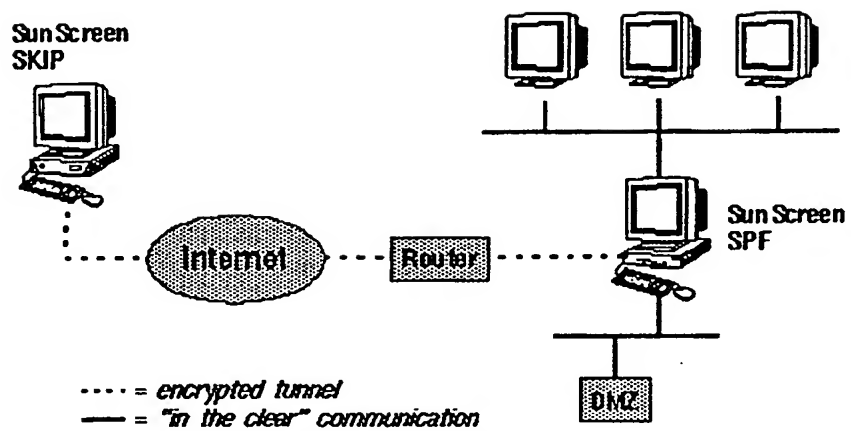 Sun Screen
SKIP
Internet
Router
Sun Screen
SPF
DMZ
---- = encrypted tunnel
— = "in the clear" communication